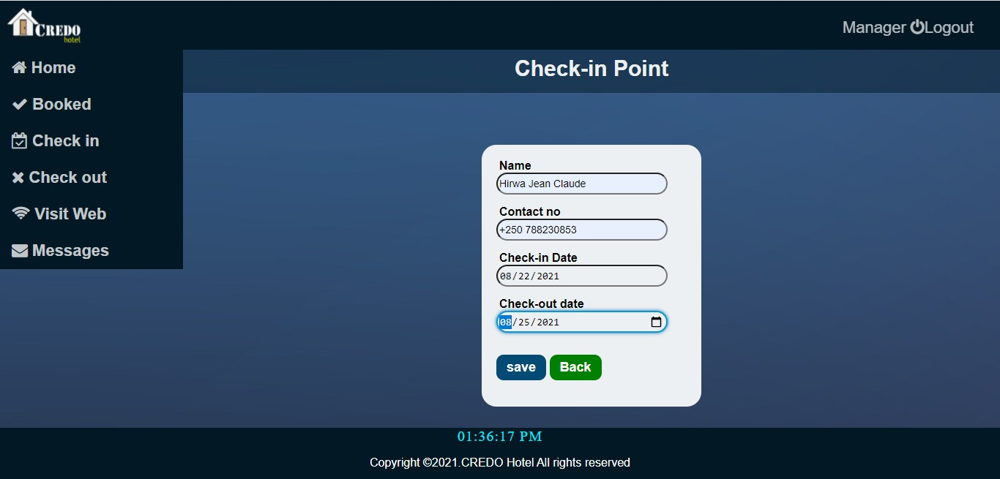 CREDO
hotel
Manager Logout
Home
Booked
Check in
Check out
Visit Web
Messages
Check-in Point
Name
Hirwa Jean Claude
Contact no
+250 788230853
Check-in Date
08/22/2021
Check-out date
08/25/2021
save Back
01:36:17 PM
Copyright ©2021.CREDO Hotel All rights reserved